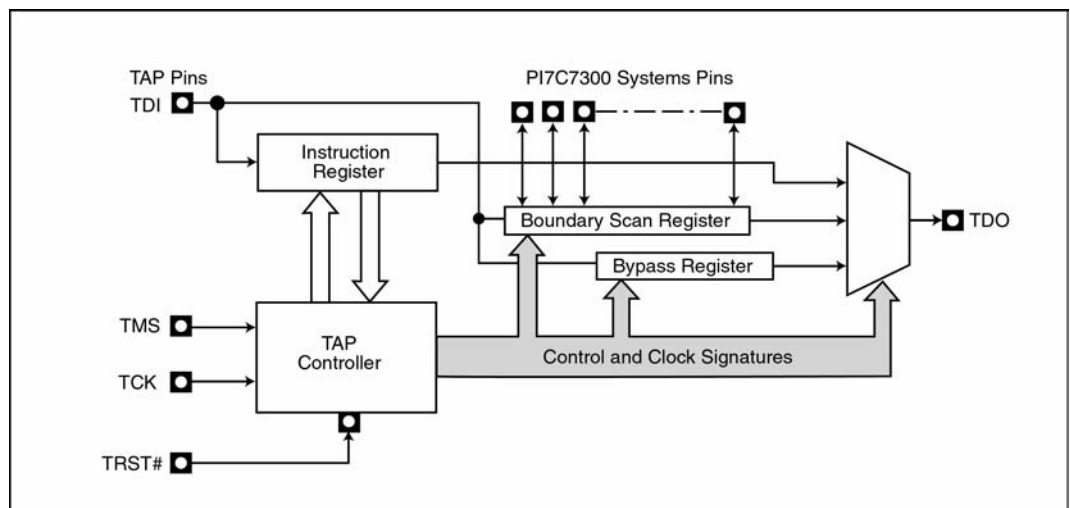 TAP Pins
TDI
PI7C7300 Systems Pins
Instruction
Register
Boundary Scan Register
TDO
Bypass Register
TMS
TAP
Controller
Control and Clock Signatures
TCK
TRST#